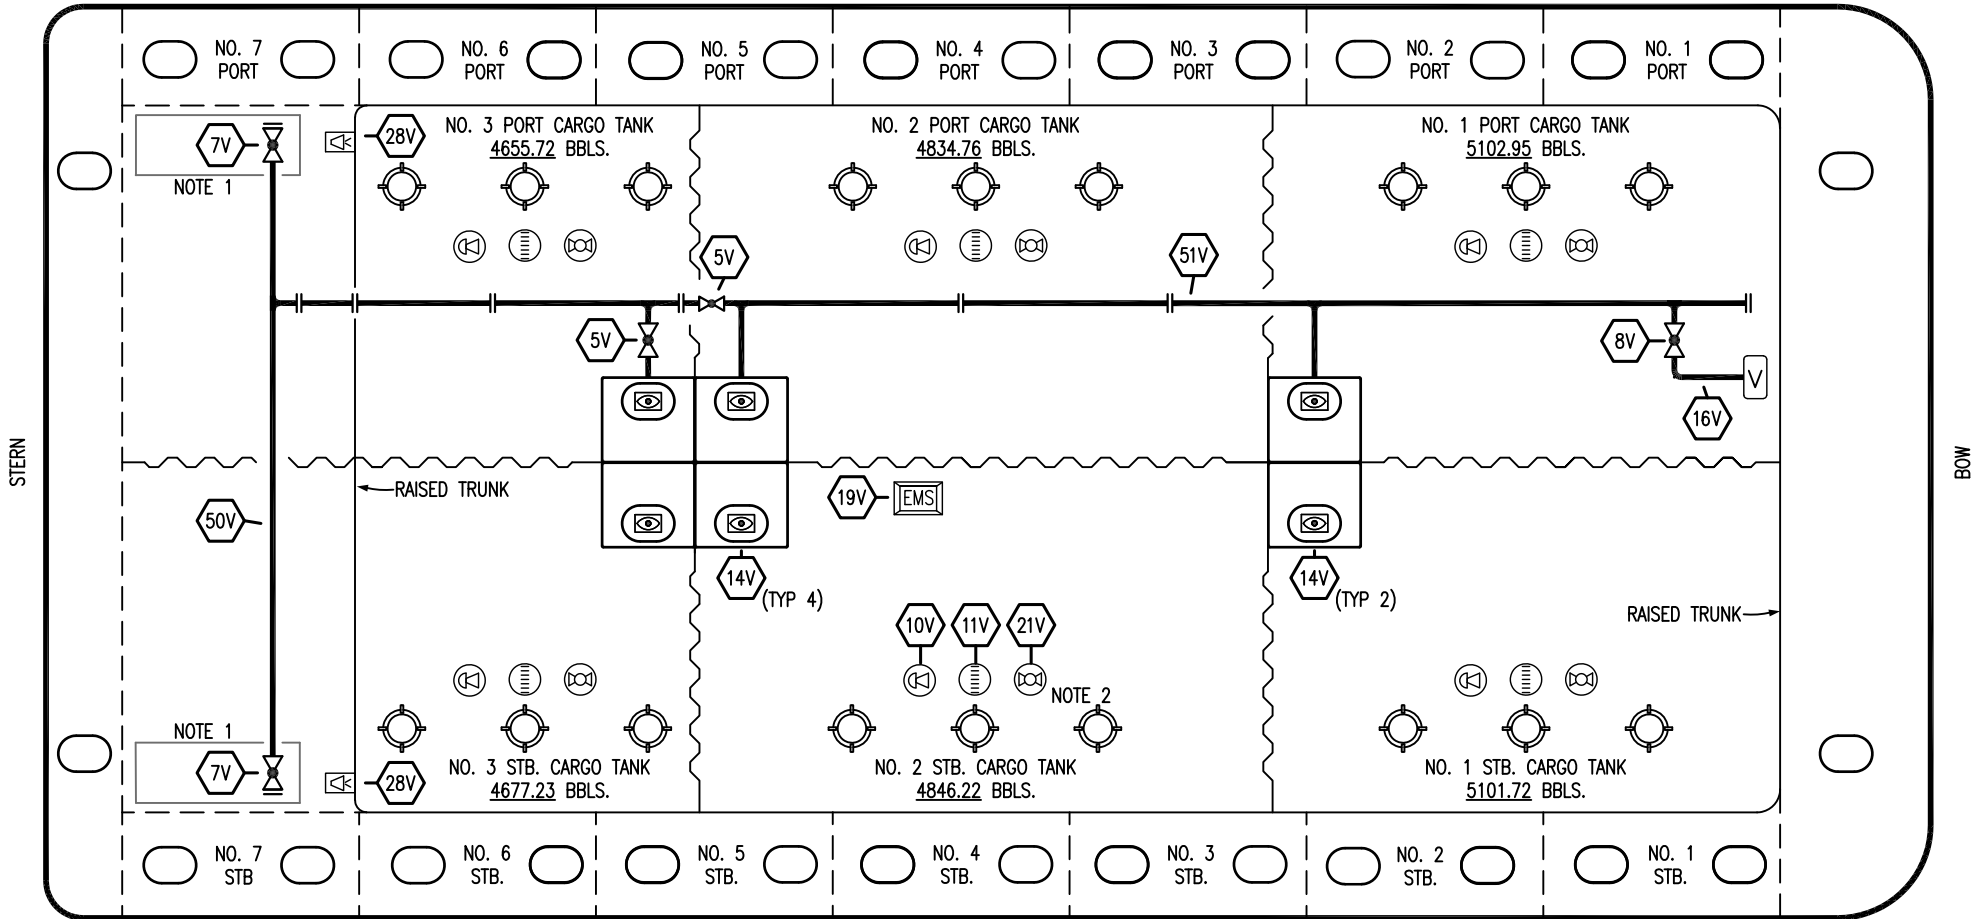 NO. 7
PORT
NO. 6
PORT
NO. 5
PORT
NO. 4
PORT
NO. 3
PORT
NO. 2
PORT
NO. 1
PORT
7V
NOTE 1
28V
NO. 3 PORT CARGO TANK
4655.72 BBLS.
NO. 2 PORT CARGO TANK
4834.76 BBLS.
NO. 1 PORT CARGO TANK
5102.95 BBLS.
5V
51V
5V
8V
V
16V
STERN
BOW
RAISED TRUNK
19V
EMS
50V
14V
(TYP 4)
14V
(TYP 2)
RAISED TRUNK
10V
11V
21V
NOTE 2
NOTE 1
7V
28V
NO. 3 STB. CARGO TANK
4677.23 BBLS.
NO. 2 STB. CARGO TANK
4846.22 BBLS.
NO. 1 STB. CARGO TANK
5101.72 BBLS.
NO. 7
STB
NO. 6
STB.
NO. 5
STB.
NO. 4
STB.
NO. 3
STB.
NO. 2
STB.
NO. 1
STB.